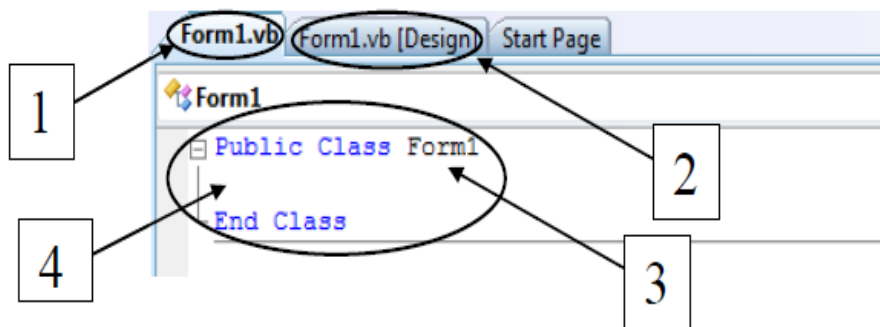 Form1.vb Form1.vb [Design] Start Page
1
Form1
Public Class Form1
2
4
End Class
3